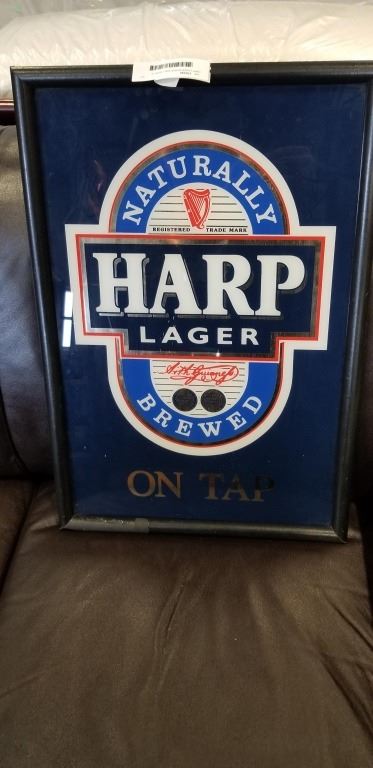 NATURALLY
REGISTERED TRADE MARK
HARP
LAGER
BREWED
ON TAP